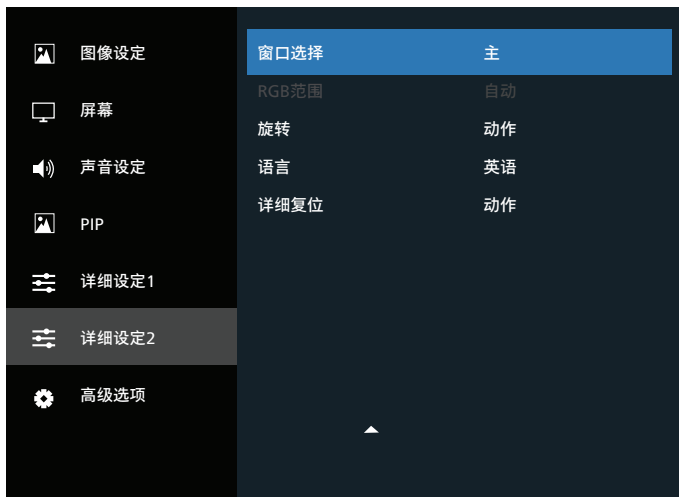 图像设定
屏幕
声音设定
PIP
详细设定1
详细设定2
高级选项
窗口选择 主
RGB范围 自动
旋转 动作
语言 英语
详细复位 动作